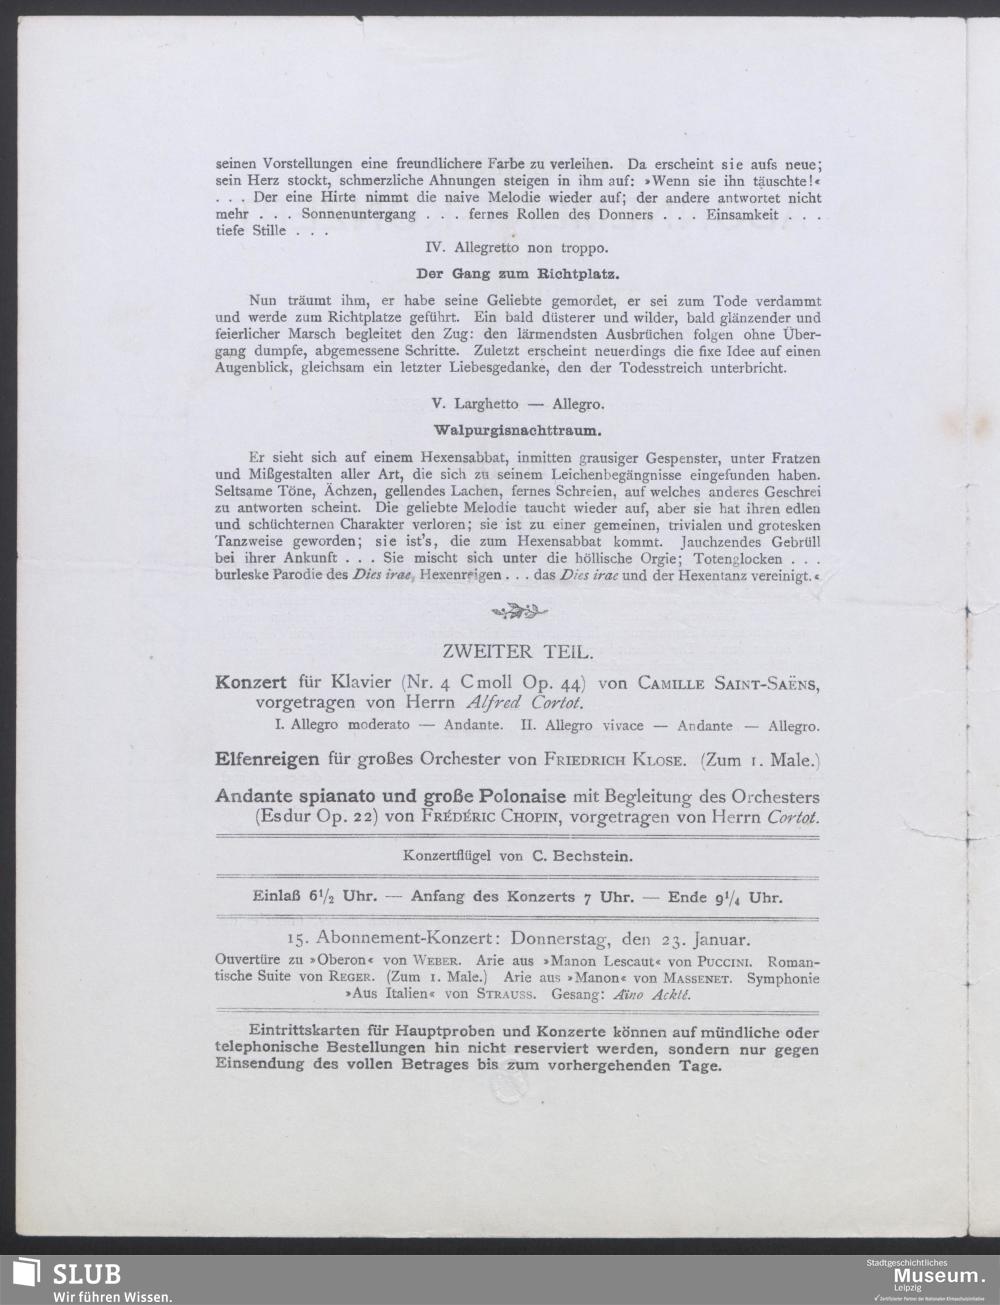 seinen Vorstellungen eine freundlichere Farbe zu verleihen. Da erscheint sie aufs neue;
sein Herz stockt, schmerzliche Ahnungen steigen in ihm auf: »Wenn sie ihn täuschte!«
. . . Der eine Hirte nimmt die naive Melodie wieder auf; der andere antwortet nicht
mehr . . . Sonnenuntergang . . . fernes Rollen des Donners . . . Einsamkeit . . .
tiefe Stille . . .
IV. Allegretto non troppo.
Der Gang zum Richtplatz.
Nun träumt ihm, er habe seine Geliebte gemordet, er sei zum Tode verdammt
und werde zum Richtplatze geführt. Ein bald düsterer und wilder, bald glänzender und
feierlicher Marsch begleitet den Zug: den lärmendsten Ausbrüchen folgen ohne Über-
gang dumpfe, abgemessene Schritte. Zuletzt erscheint neuerdings die fixe Idee auf einen
Augenblick, gleichsam ein letzter Liebesgedanke, den der Todesstreich unterbricht.
V. Larghetto — Allegro.
Walpurgisnachttraum.
Er sieht sich auf einem Hexensabbat, inmitten grausiger Gespenster, unter Fratzen
und Mißgestalten aller Art, die sich zu seinem Leichenbegängnisse eingefunden haben.
Seltsame Töne, Ächzen, gellendes Lachen, fernes Schreien, auf welches anderes Geschrei
zu antworten scheint. Die geliebte Melodie taucht wieder auf, aber sie hat ihren edlen
und schüchternen Charakter verloren; sie ist zu einer gemeinen, trivialen und grotesken
Tanzweise geworden; sie ist's, die zum Hexensabbat kommt. Jauchzendes Gebrüll
bei ihrer Ankunft . . . Sie mischt sich unter die höllische Orgie; Totenglocken . . .
burleske Parodie des Dies irae, Hexenreigen . . . das Dies irae und der Hexentanz vereinigt.«
ZWEITER TEIL.
Konzert für Klavier (Nr. 4 Cmoll Op. 44) von CAMILLE SAINT-SAËNS,
vorgetragen von Herrn Alfred Cortot.
I. Allegro moderato — Andante. II. Allegro vivace — Andante — Allegro.
Elfenreigen für großes Orchester von FRIEDRICH KLOSE. (Zum 1. Male.)
Andante spianato und große Polonaise mit Begleitung des Orchesters
(Esdur Op. 22) von FRÉDÉRIC CHOPIN, vorgetragen von Herrn Cortot.
Konzertflügel von C. Bechstein.
Einlaß 6½ Uhr. — Anfang des Konzerts 7 Uhr. — Ende 9¼ Uhr.
15. Abonnement-Konzert: Donnerstag, den 23. Januar.
Ouvertüre zu »Oberon« von WEBER. Arie aus »Manon Lescaut« von PUCCINI. Roman-
tische Suite von REGER. (Zum 1. Male.) Arie aus »Manon« von MASSENET. Symphonie
»Aus Italien« von STRAUSS. Gesang: Aïno Ackté.
Eintrittskarten für Hauptproben und Konzerte können auf mündliche oder
telephonische Bestellungen hin nicht reserviert werden, sondern nur gegen
Einsendung des vollen Betrages bis zum vorhergehenden Tage.
SLUB
Wir führen Wissen.
Stadtgeschichtliches
Museum.
Leipzig
Zertifizierter Partner der Nationalen Klimaschutzinitiative